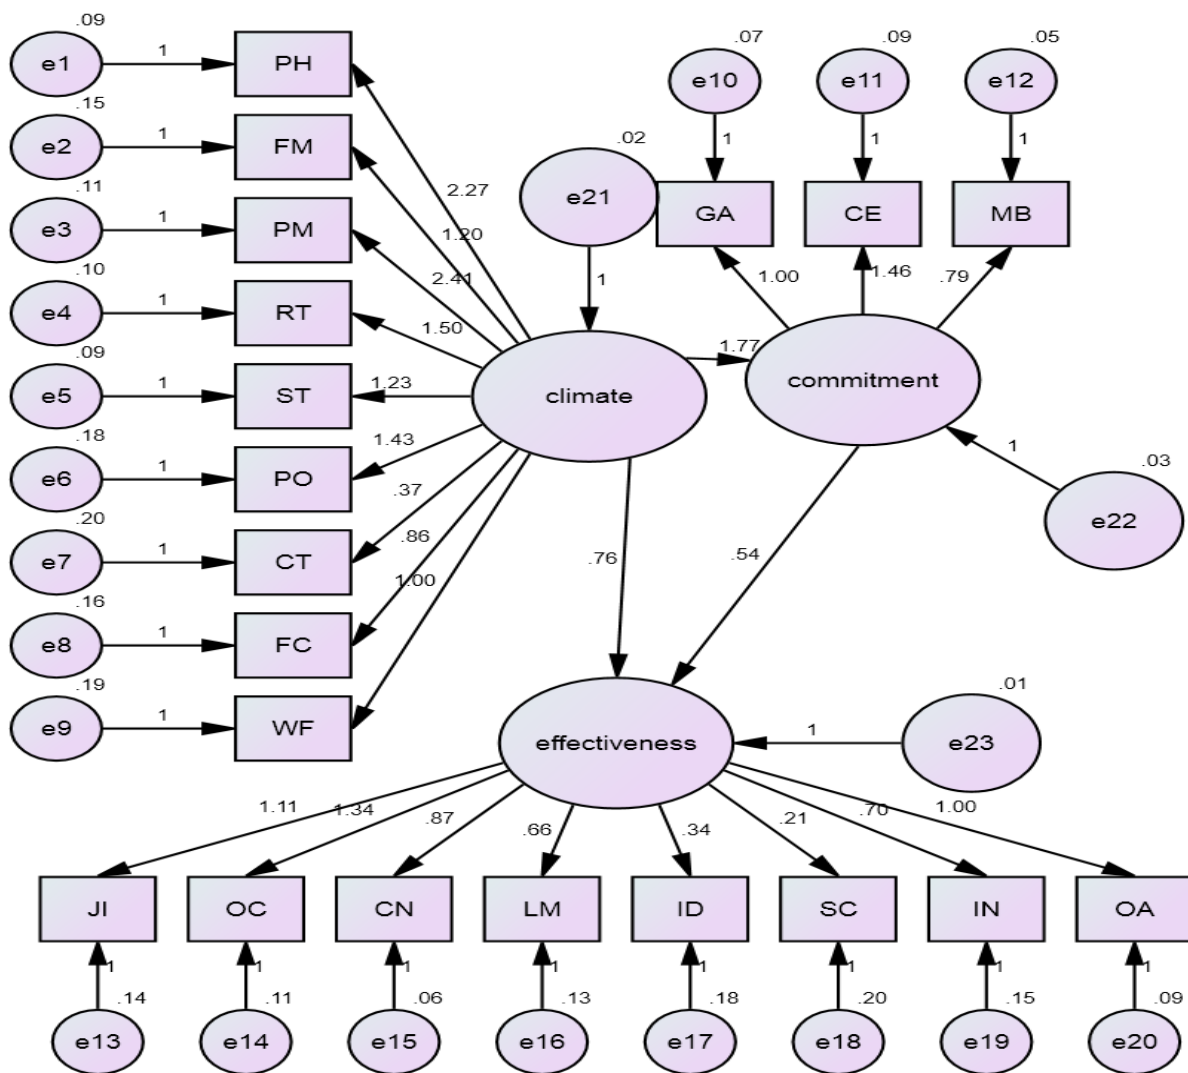 .09
e1 1 PH
.15
e2 1 FM
.11
e3 1 PM
.10
e4 1 RT
.09
e5 1 ST
.18
e6 1 PO
.20
e7 1 CT
.16
e8 1 FC
.19
e9 1 WF
2.27
1.20
2.41
1.50
1.23
1.43
.37
.86
1.00
.02
e21
1
climate
.07 .09 .05
e10 e11 e12
1 1 1
GA CE MB
1.00 1.46 .79
1.77
commitment
1
.03
e22
.76 .54
effectiveness
1
.01
e23
1.11 1.34 .87 .66 .34 .21 .70 1.00
JI OC CN LM ID SC IN OA
1 1 1 1 1 1 1 1
.14 .11 .06 .13 .18 .20 .15 .09
e13 e14 e15 e16 e17 e18 e19 e20